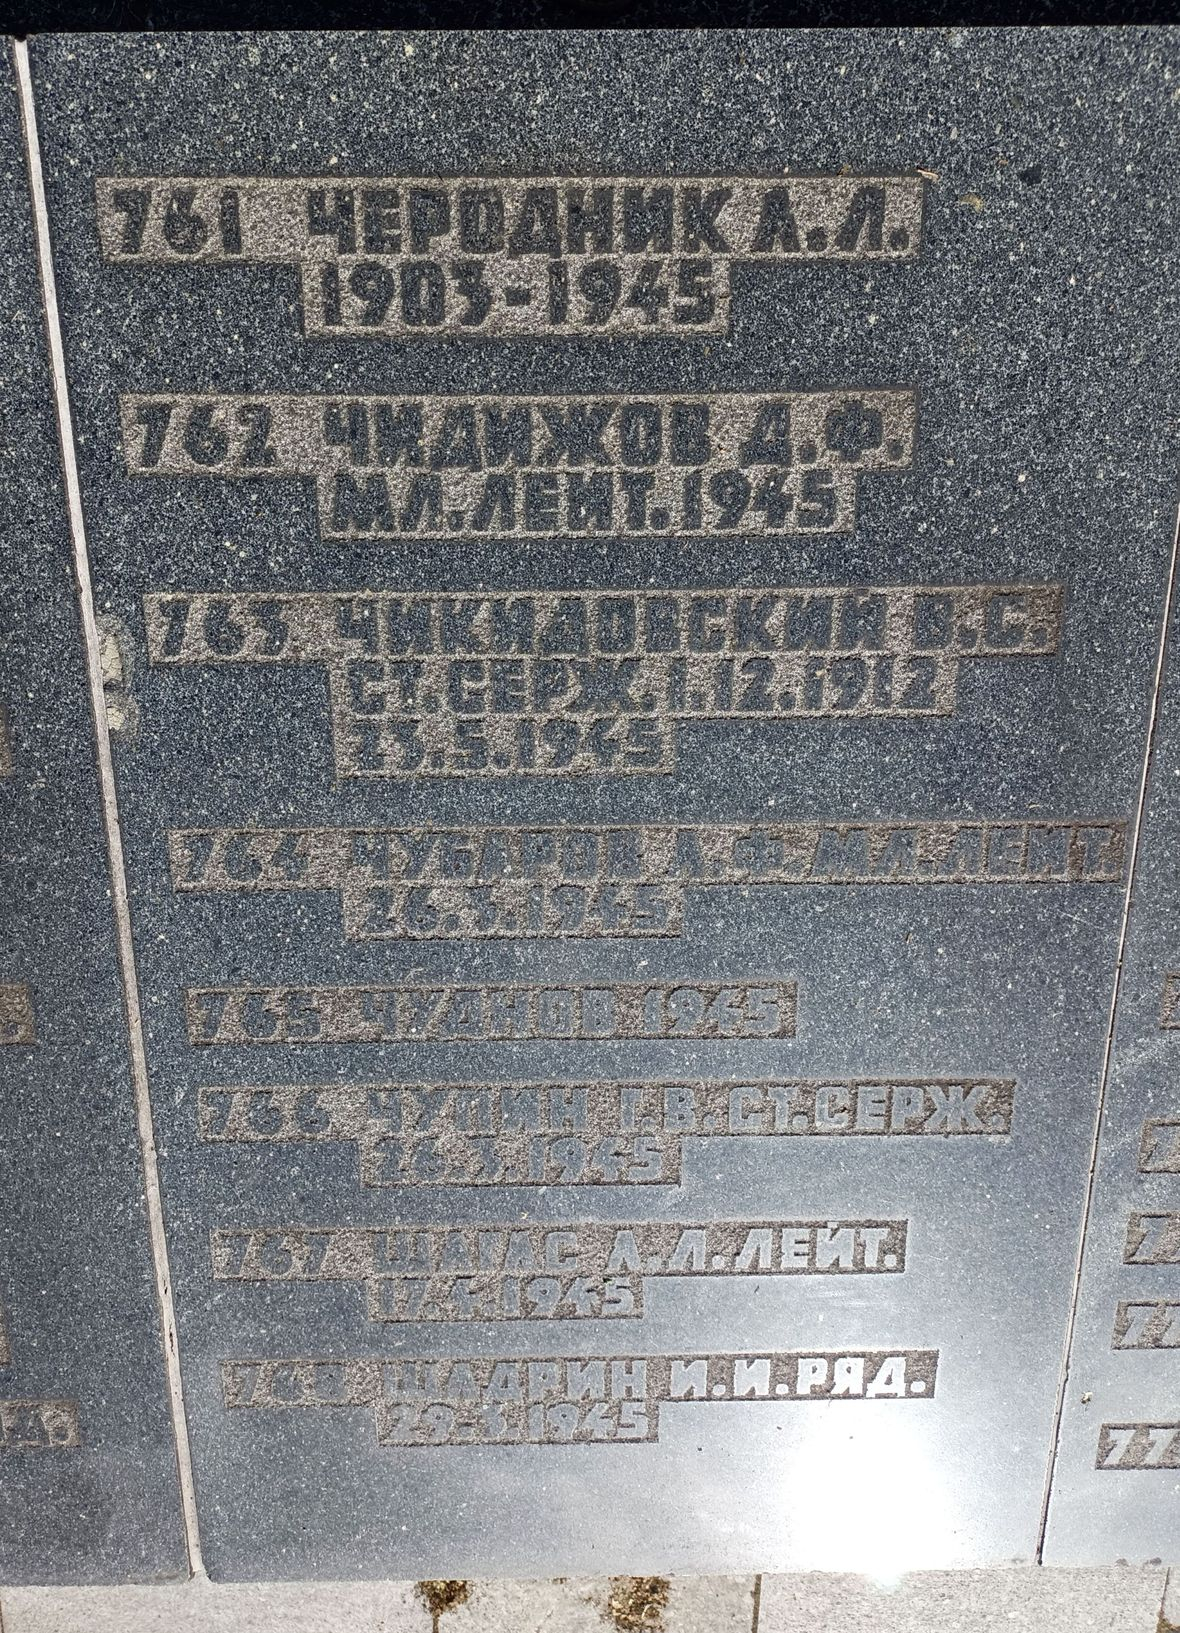 761 ЧЕРОДНИК А.Л.
1903-1945
762 ЧИДИЖОВ Д.Ф.
МЛ.ЛЕЙТ.1945
763 ЧИКИДОВСКИЙ В.С.
СТ.СЕРЖ.1.12.1912
23.5.1945
764 ЧУБАРОВ А.Ф.МЛ.ЛЕЙТ.
26.3.1945
765 ЧУДНОВ 1945
766 ЧУПИН Г.В.СТ.СЕРЖ.
26.3.1945
767 ШАГАС А.Л.ЛЕЙТ.
17.4.1945
768 ШАДРИН И.И.РЯД.
29.3.1945